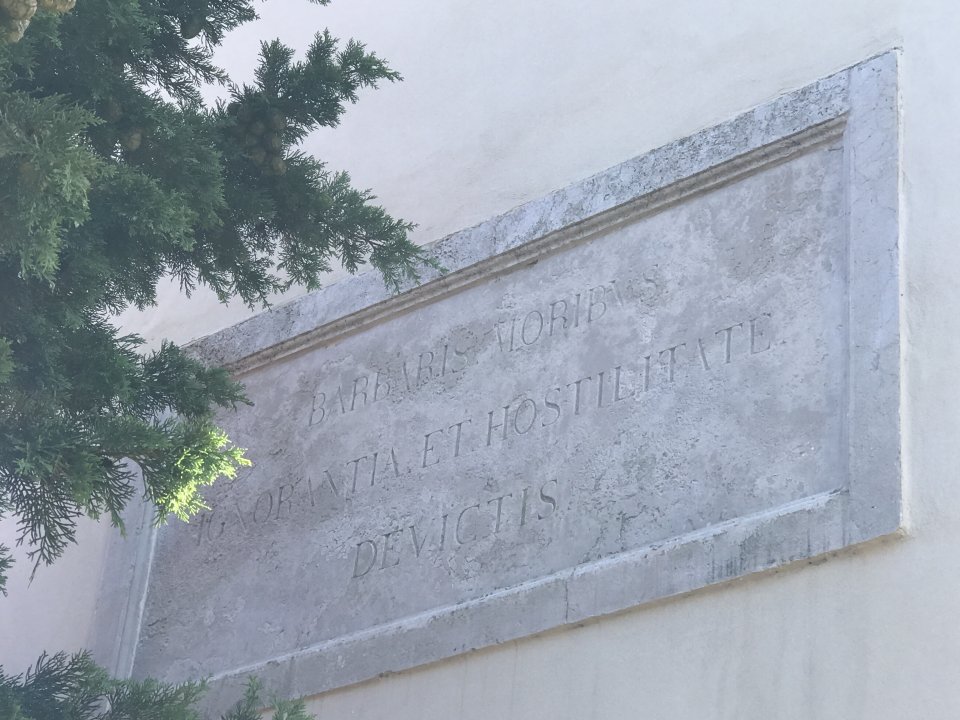 BARBARIS MORIBVS
IGNORANTIA. ET. HOSTILITATE
DEVICTIS